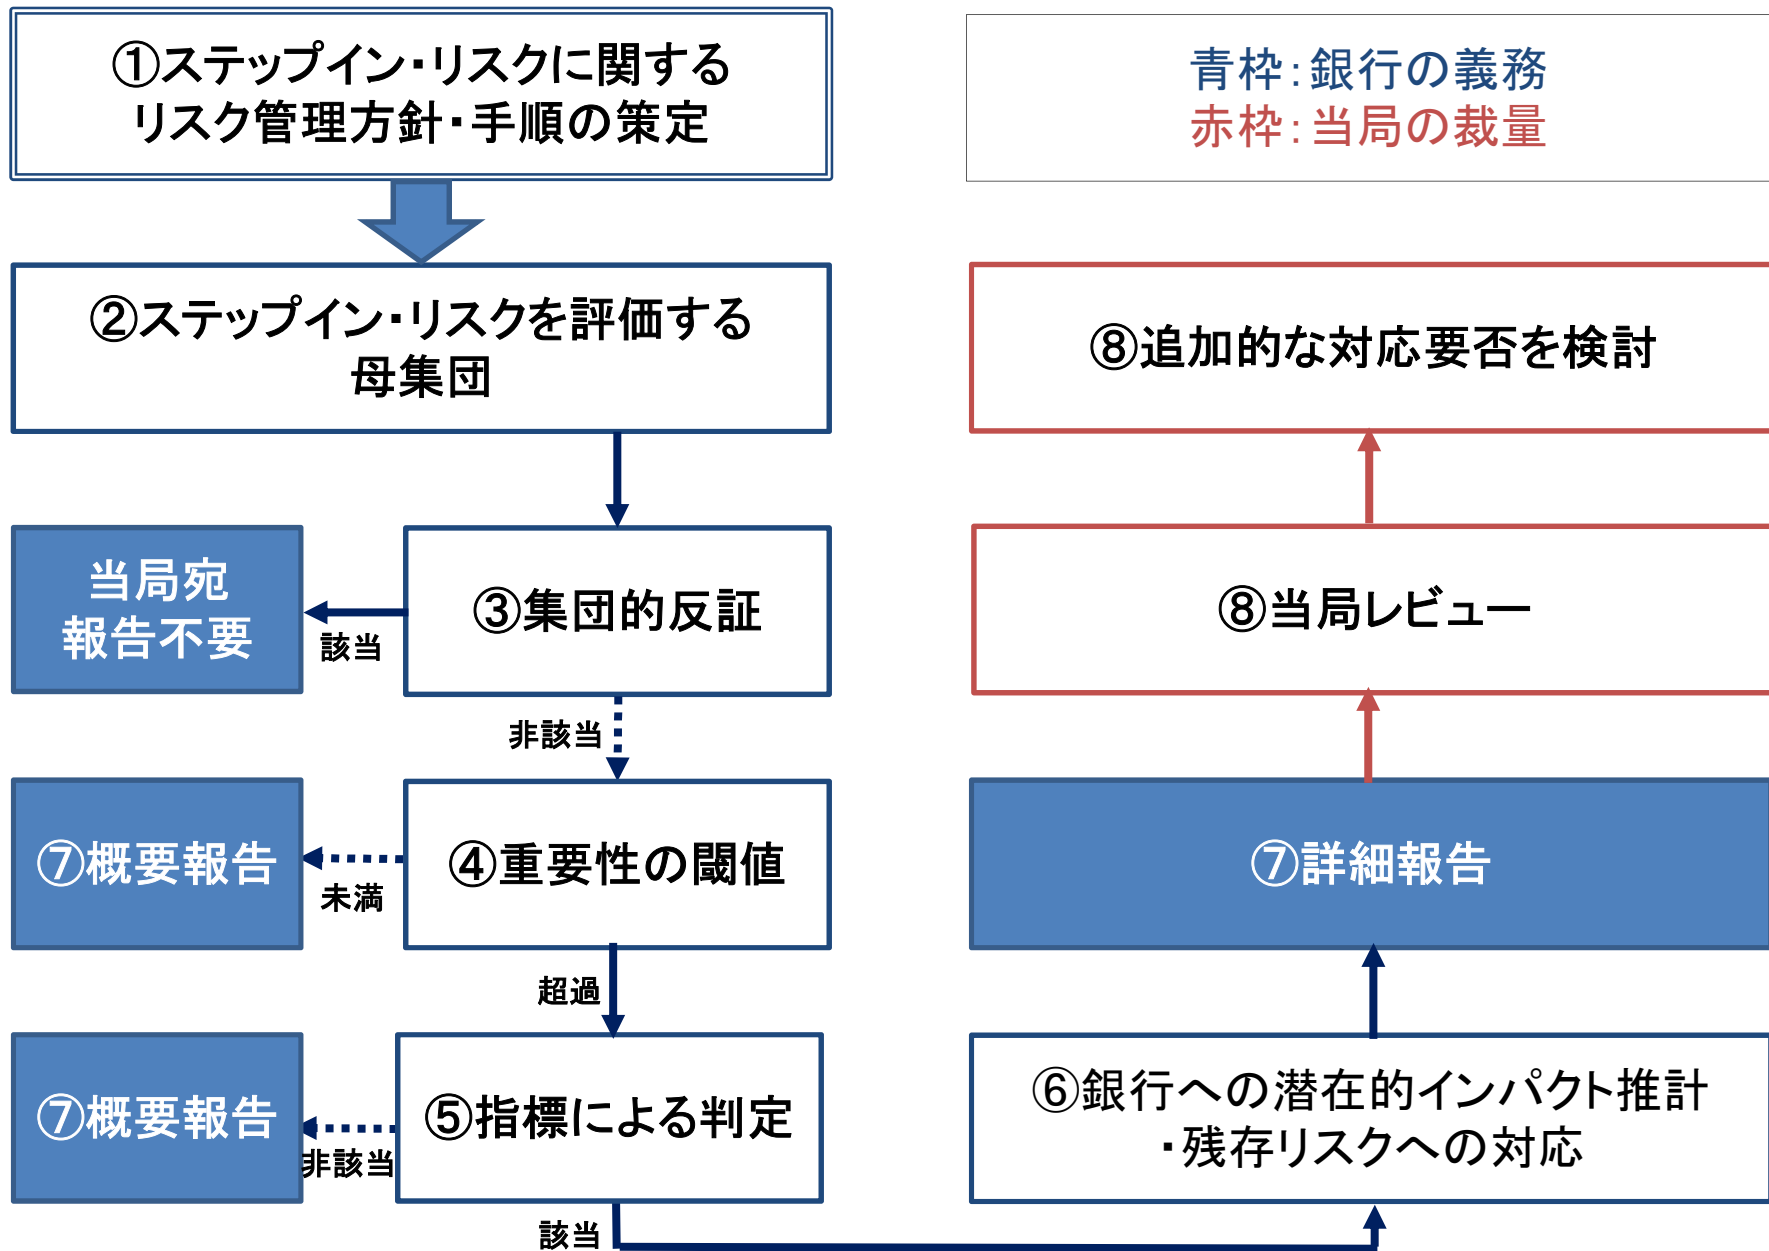 ①ステップイン・リスクに関する
リスク管理方針・手順の策定
青枠：銀行の義務
赤枠：当局の裁量
②ステップイン・リスクを評価する
母集団
③集団的反証
該当
当局宛
報告不要
非該当
④重要性の閾値
未満
⑦概要報告
超過
⑤指標による判定
非該当
⑦概要報告
該当
⑥銀行への潜在的インパクト推計
・残存リスクへの対応
⑦詳細報告
⑧当局レビュー
⑧追加的な対応要否を検討